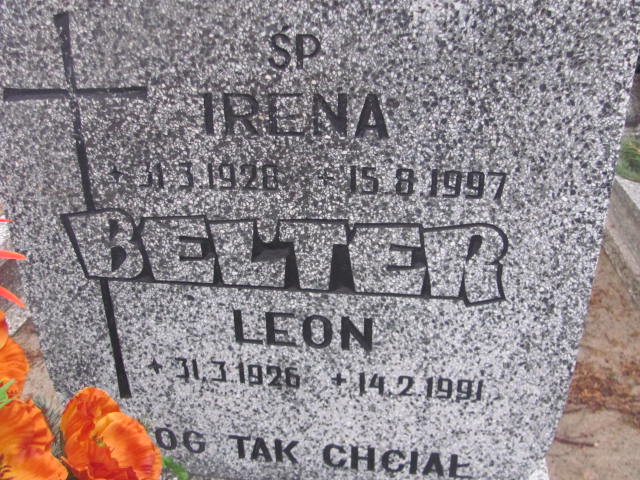 ŚP
IRENA
+ 31.3.1928 + 15.8.1997
BELTER
LEON
+ 31.3.1926 + 14.2.1991
OG TAK CHCIAŁ